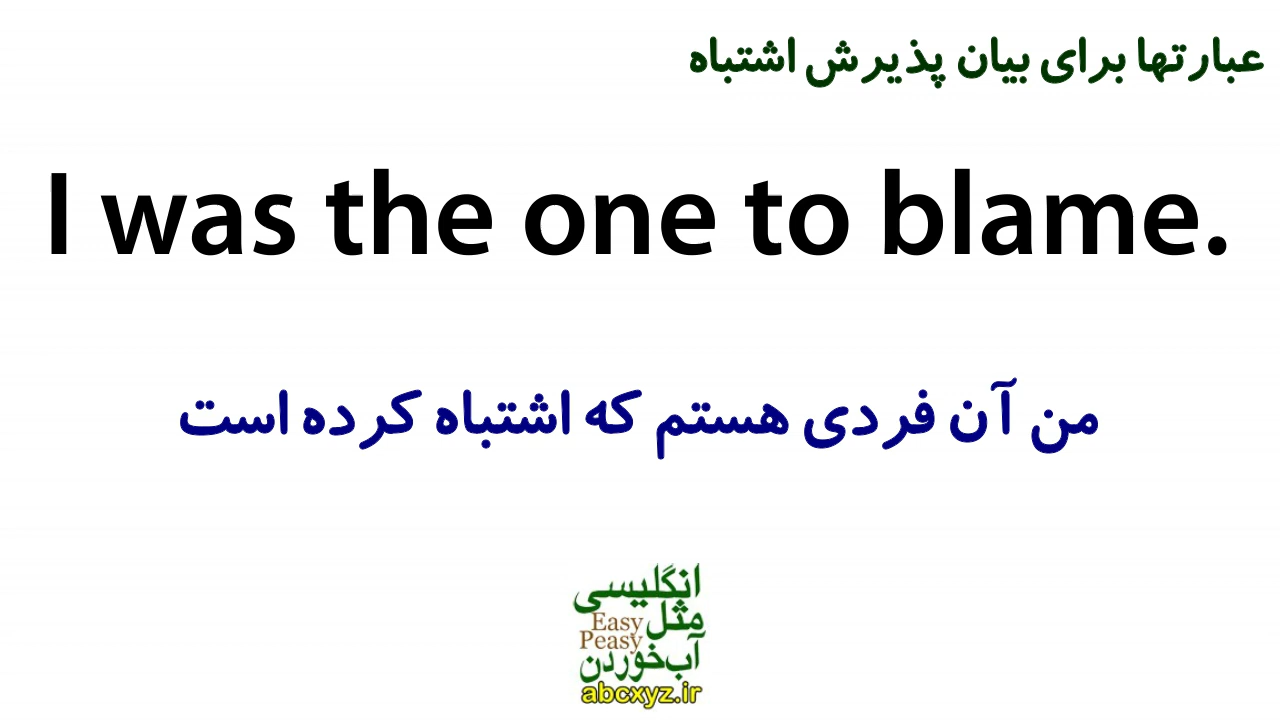 عبارتها برای بیان پذیرش اشتباه
I was the one to blame.
من آن فردی هستم که اشتباه کرده است
انگلیسی
مثل Easy
Peasy
آب‌خوردن
abcxyz.ir